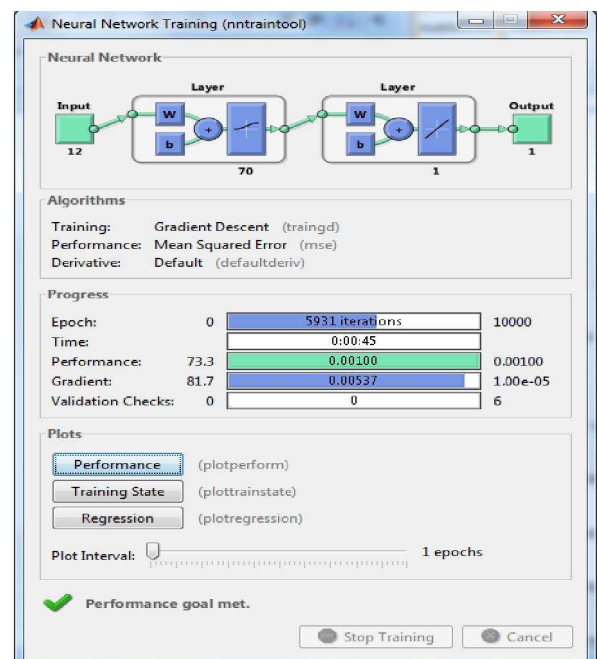 Neural Network Training (nntraintool)
Neural Network
Layer Layer
Input Output
W W
+ +
b b
12 1
70 1
Algorithms
Training: Gradient Descent (traingd)
Performance: Mean Squared Error (mse)
Derivative: Default (defaultderiv)
Progress
Epoch: 0 5931 iterations 10000
Time: 0:00:45
Performance: 73.3 0.00100 0.00100
Gradient: 81.7 0.00537 1.00e-05
Validation Checks: 0 0 6
Plots
Performance (plotperform)
Training State (plottrainstate)
Regression (plotregression)
Plot Interval: 1 epochs
Performance goal met.
Stop Training Cancel